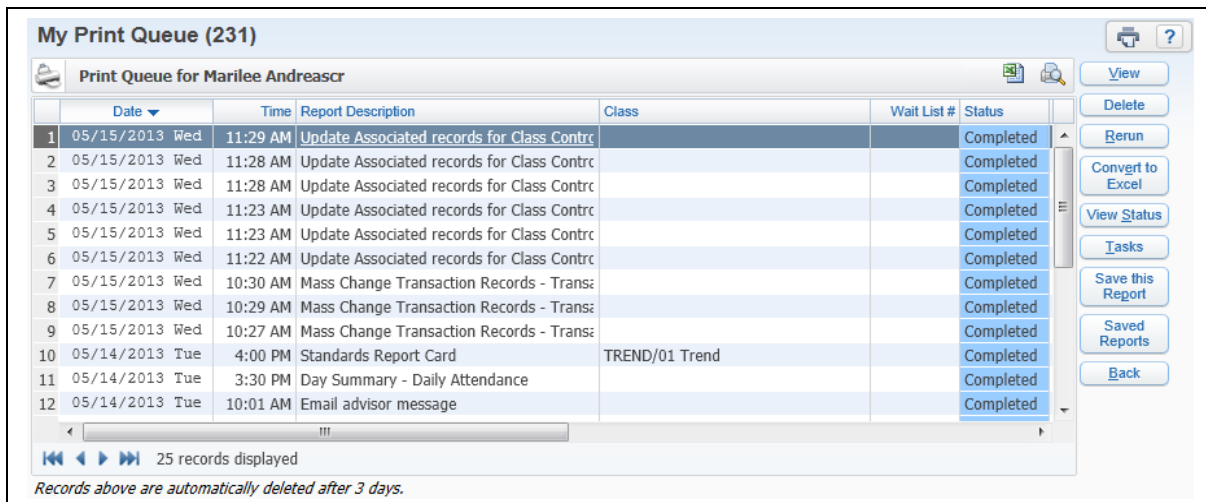 My Print Queue (231)
?
Print Queue for Marilee Andreascr
Date Time Report Description Class Wait List # Status
1 05/15/2013 Wed 11:29 AM Update Associated records for Class Contrc Completed
2 05/15/2013 Wed 11:28 AM Update Associated records for Class Contrc Completed
3 05/15/2013 Wed 11:28 AM Update Associated records for Class Contrc Completed
4 05/15/2013 Wed 11:23 AM Update Associated records for Class Contrc Completed
5 05/15/2013 Wed 11:23 AM Update Associated records for Class Contrc Completed
6 05/15/2013 Wed 11:22 AM Update Associated records for Class Contrc Completed
7 05/15/2013 Wed 10:30 AM Mass Change Transaction Records - Transa Completed
8 05/15/2013 Wed 10:29 AM Mass Change Transaction Records - Transa Completed
9 05/15/2013 Wed 10:27 AM Mass Change Transaction Records - Transa Completed
10 05/14/2013 Tue 4:00 PM Standards Report Card TREND/01 Trend Completed
11 05/14/2013 Tue 3:30 PM Day Summary - Daily Attendance Completed
12 05/14/2013 Tue 10:01 AM Email advisor message Completed
25 records displayed
Records above are automatically deleted after 3 days.
View
Delete
Rerun
Convert to
Excel
View Status
Tasks
Save this
Report
Saved
Reports
Back